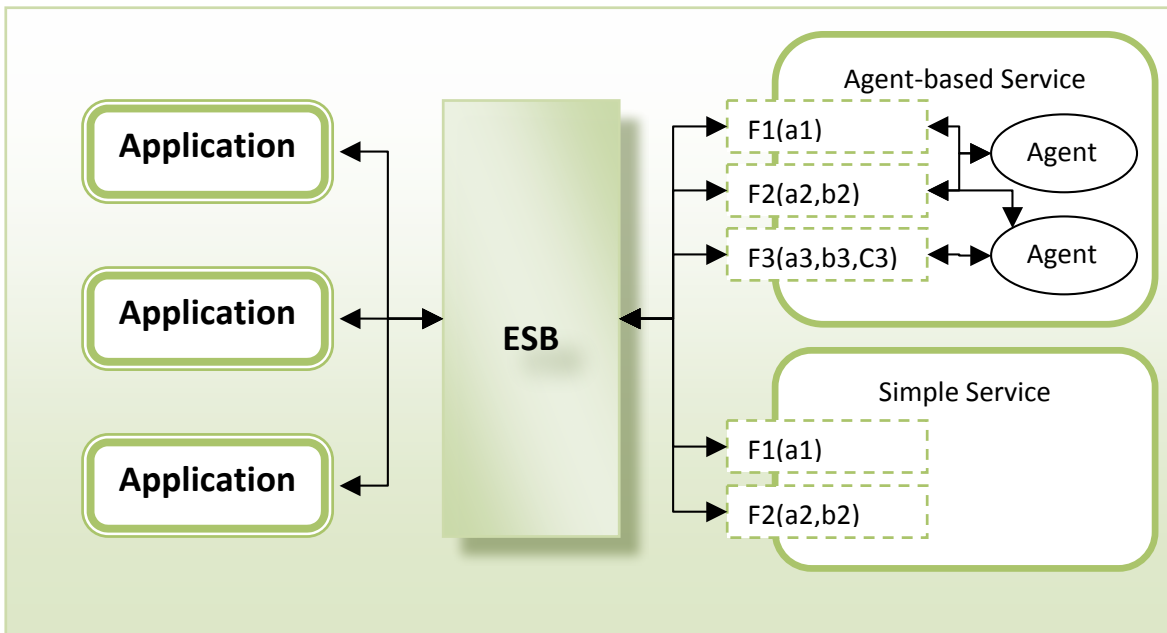 Application
Application
Application
ESB
Agent-based Service
F1(a1)
F2(a2,b2)
F3(a3,b3,C3)
Agent
Agent
Simple Service
F1(a1)
F2(a2,b2)